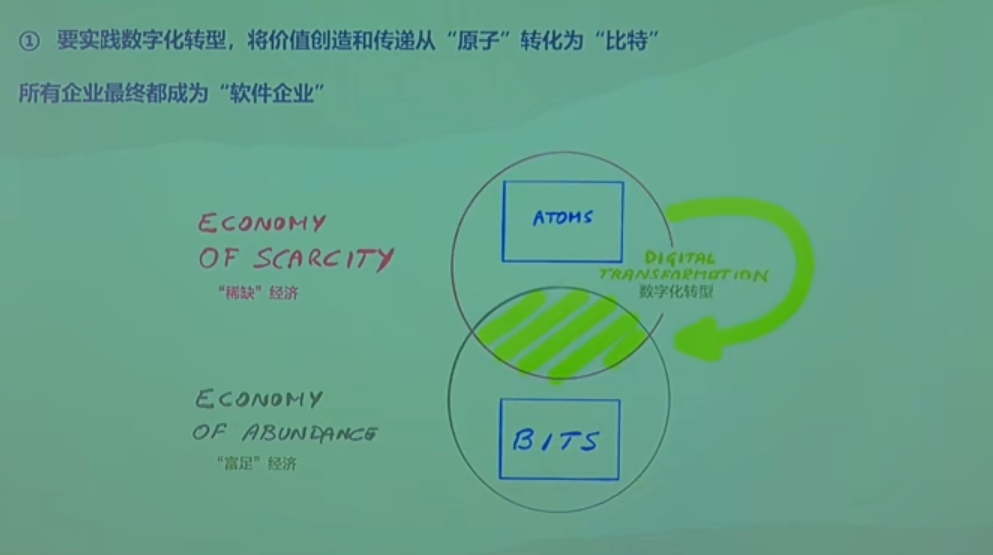 ① 要实践数字化转型，将价值创造和传递从“原子”转化为“比特”
所有企业最终都成为“软件企业”
ATOMS
ECONOMY
OF SCARCITY
“稀缺”经济
DIGITAL
TRANSFORMATION
数字化转型
ECONOMY
OF ABUNDANCE
“富足”经济
BITS